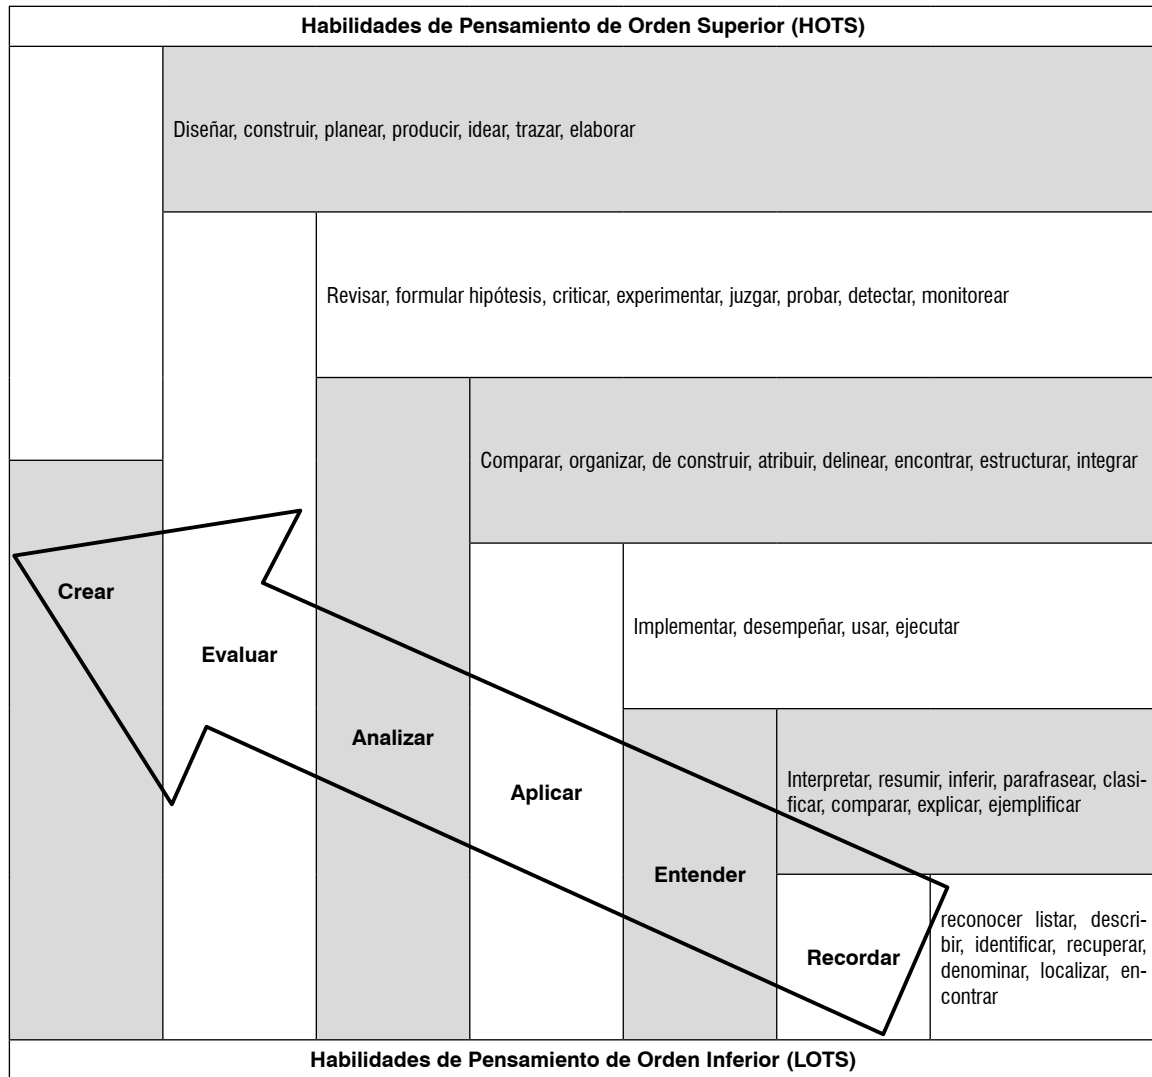 Habilidades de Pensamiento de Orden Superior (HOTS)
Diseñar, construir, planear, producir, idear, trazar, elaborar
Revisar, formular hipótesis, criticar, experimentar, juzgar, probar, detectar, monitorear
Comparar, organizar, de construir, atribuir, delinear, encontrar, estructurar, integrar
Crear
Implementar, desempeñar, usar, ejecutar
Evaluar
Analizar
Interpretar, resumir, inferir, parafrasear, clasi-
ficar, comparar, explicar, ejemplificar
Aplicar
Entender
reconocer listar, descri-
bir, identificar, recuperar,
denominar, localizar, en-
contrar
Recordar
Habilidades de Pensamiento de Orden Inferior (LOTS)